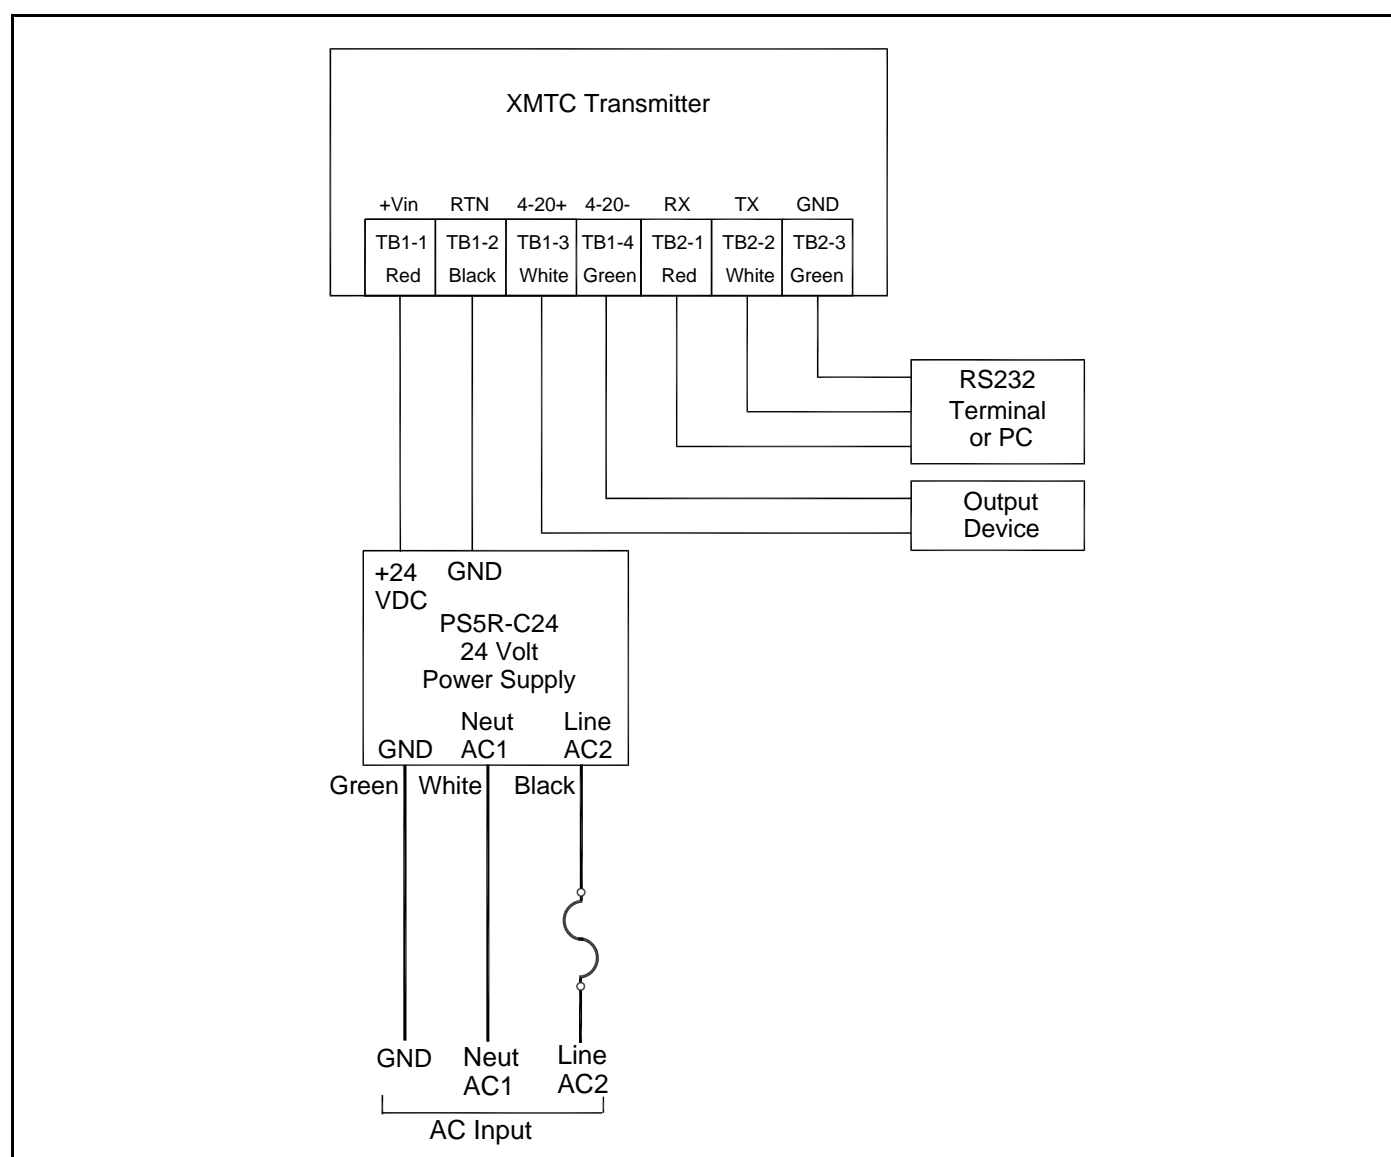 XMTC Transmitter
+Vin RTN 4-20+ 4-20- RX TX GND
TB1-1 TB1-2 TB1-3 TB1-4 TB2-1 TB2-2 TB2-3
Red Black White Green Red White Green
RS232
Terminal
or PC
Output
Device
+24
VDC
GND
PS5R-C24
24 Volt
Power Supply
GND
Neut
AC1
Line
AC2
Green White Black
GND
Neut
AC1
Line
AC2
AC Input